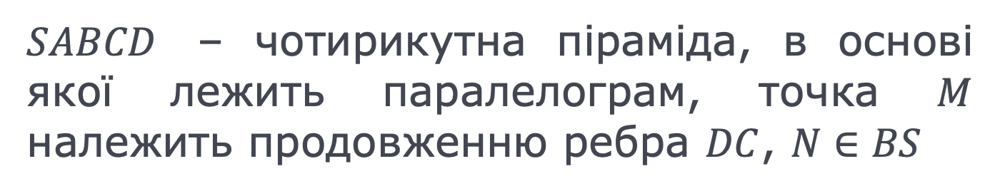 SABCD – чотирикутна піраміда, в основі
якої лежить паралелограм, точка M
належить продовженню ребра DC, N ∈ BS